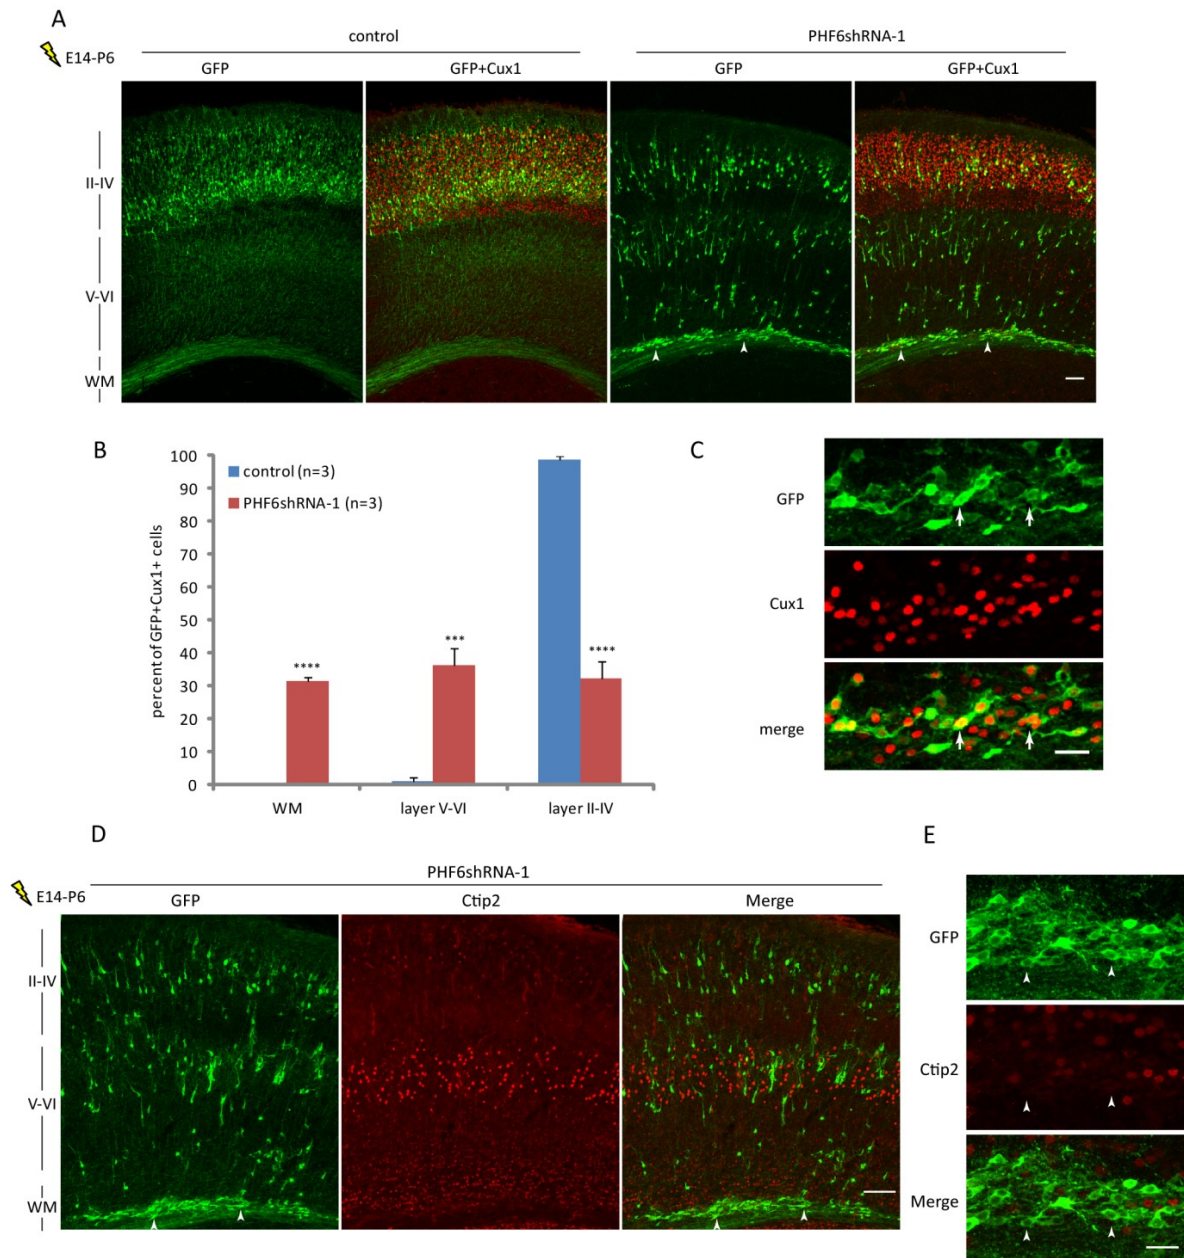 A
E14-P6
control
PHF6shRNA-1
GFP
GFP+Cux1
GFP
GFP+Cux1
II-IV
V-VI
WM
B
control (n=3)
PHF6shRNA-1 (n=3)
percent of GFP+Cux1+ cells
100
90
80
70
60
50
40
30
20
10
0
****
***
****
WM
layer V-VI
layer II-IV
C
GFP
Cux1
merge
D
E14-P6
PHF6shRNA-1
GFP
Ctip2
Merge
II-IV
V-VI
WM
E
GFP
Ctip2
Merge